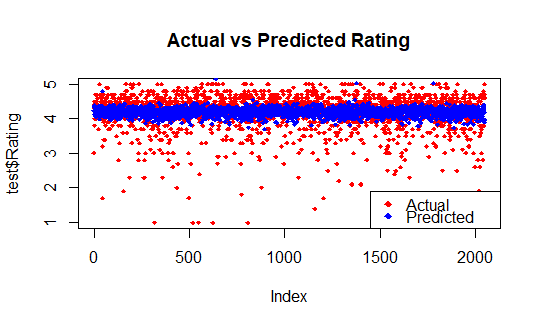 Actual vs Predicted Rating
test$Rating
5
4
3
2
1
Actual
Predicted
0
500
1000
1500
2000
Index